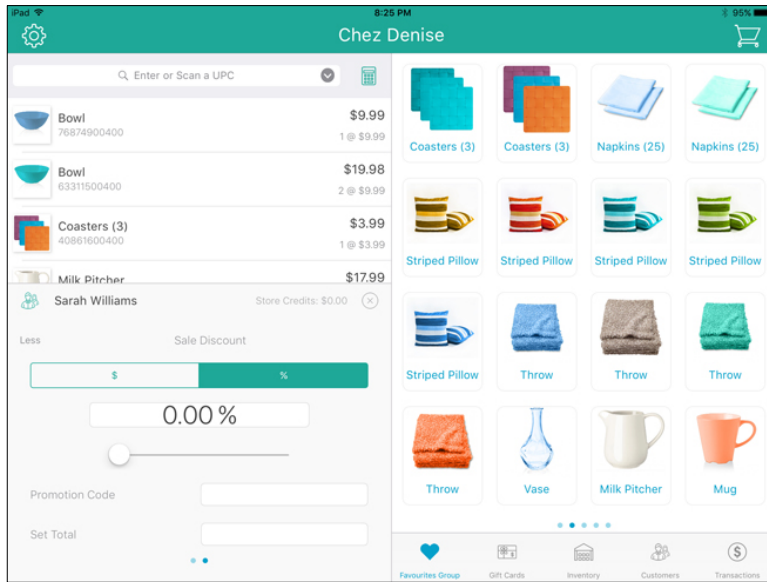 iPad
8:25 PM
95%
Chez Denise
Enter or Scan a UPC
Bowl
$9.99
76874900400
1 @ $9.99
Bowl
$19.98
63311500400
2 @ $9.99
Coasters (3)
$3.99
40861600400
1 @ $3.99
Milk Pitcher
$17.99
Sarah Williams
Store Credits: $0.00
Less
Sale Discount
$
%
0.00 %
Promotion Code
Set Total
Coasters (3)
Coasters (3)
Napkins (25)
Napkins (25)
Striped Pillow
Striped Pillow
Striped Pillow
Striped Pillow
Striped Pillow
Throw
Throw
Throw
Throw
Vase
Milk Pitcher
Mug
Favourites Group
Gift Cards
Inventory
Customers
$
Transactions